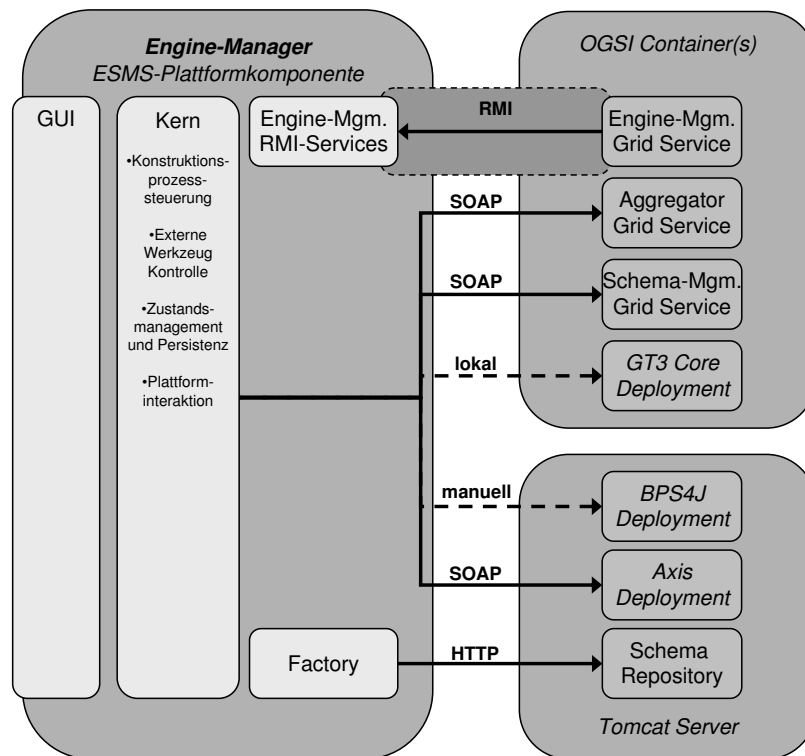 Engine-Manager
ESMS-Plattformkomponente
OGSI Container(s)
GUI
Kern
•Konstruktions-
prozess-
steuerung
•Externe
Werkzeug
Kontrolle
•Zustands-
management
und Persistenz
•Plattform-
interaktion
Engine-Mgm.
RMI-Services
RMI
Engine-Mgm.
Grid Service
SOAP
Aggregator
Grid Service
SOAP
Schema-Mgm.
Grid Service
lokal
GT3 Core
Deployment
manuell
BPS4J
Deployment
SOAP
Axis
Deployment
Factory
HTTP
Schema
Repository
Tomcat Server